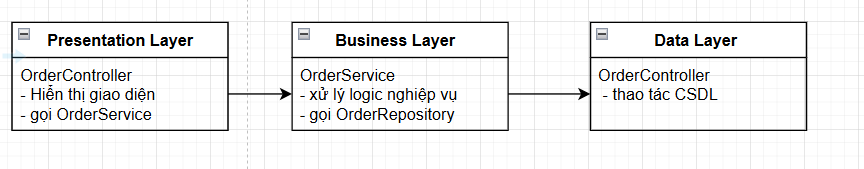 Presentation Layer
OrderController
- Hiển thị giao diện
- gọi OrderService
Business Layer
OrderService
- xử lý logic nghiệp vụ
- gọi OrderRepository
Data Layer
OrderController
- thao tác CSDL